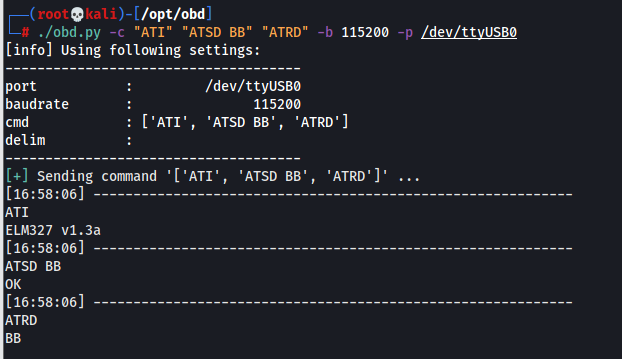 ┌──(root💀kali)-[/opt/obd]
└─# ./obd.py -c "ATI" "ATSD BB" "ATRD" -b 115200 -p /dev/ttyUSB0
[info] Using following settings:
-------------------------------------
port           :         /dev/ttyUSB0
baudrate       :               115200
cmd            : ['ATI', 'ATSD BB', 'ATRD']
delim          :
-------------------------------------
[+] Sending command '['ATI', 'ATSD BB', 'ATRD']' ...
[16:58:06] ------------------------------------------------------------
ATI
ELM327 v1.3a
[16:58:06] ------------------------------------------------------------
ATSD BB
OK
[16:58:06] ------------------------------------------------------------
ATRD
BB